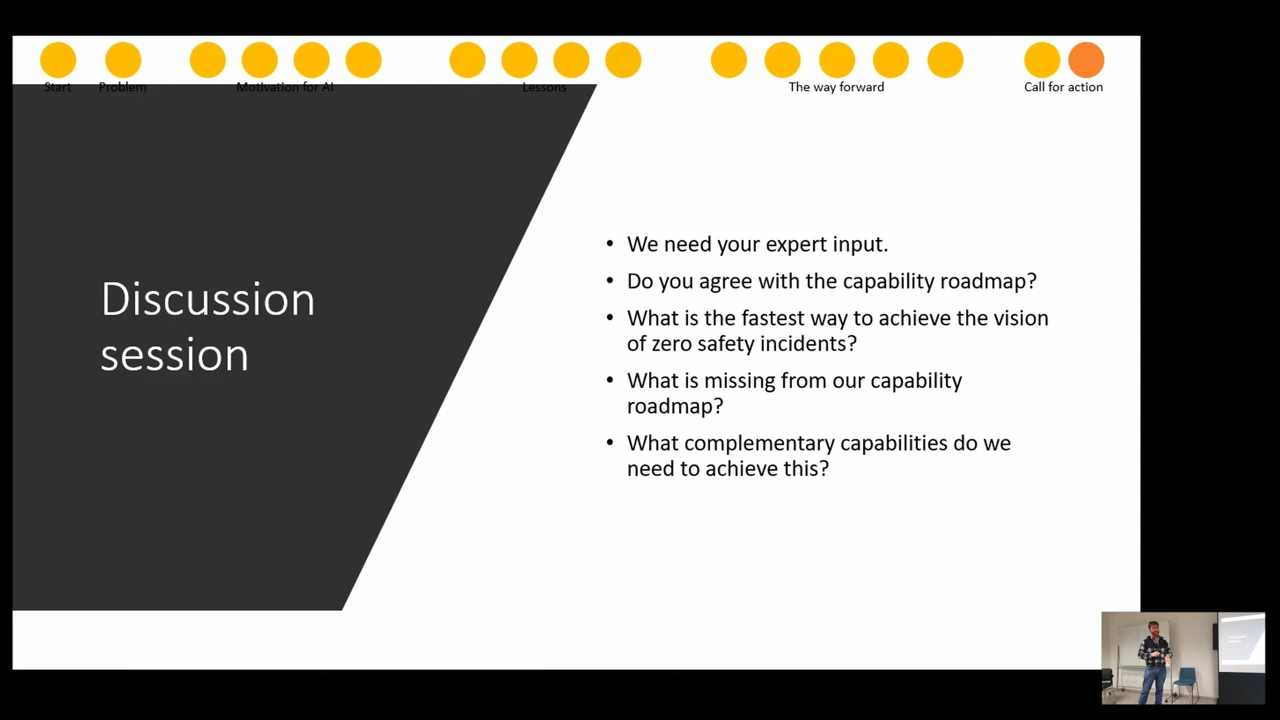 Start
Problem
Motivation for AI
Lessons
The way forward
Call for action
Discussion
session
• We need your expert input.
• Do you agree with the capability roadmap?
• What is the fastest way to achieve the vision
of zero safety incidents?
• What is missing from our capability
roadmap?
• What complementary capabilities do we
need to achieve this?